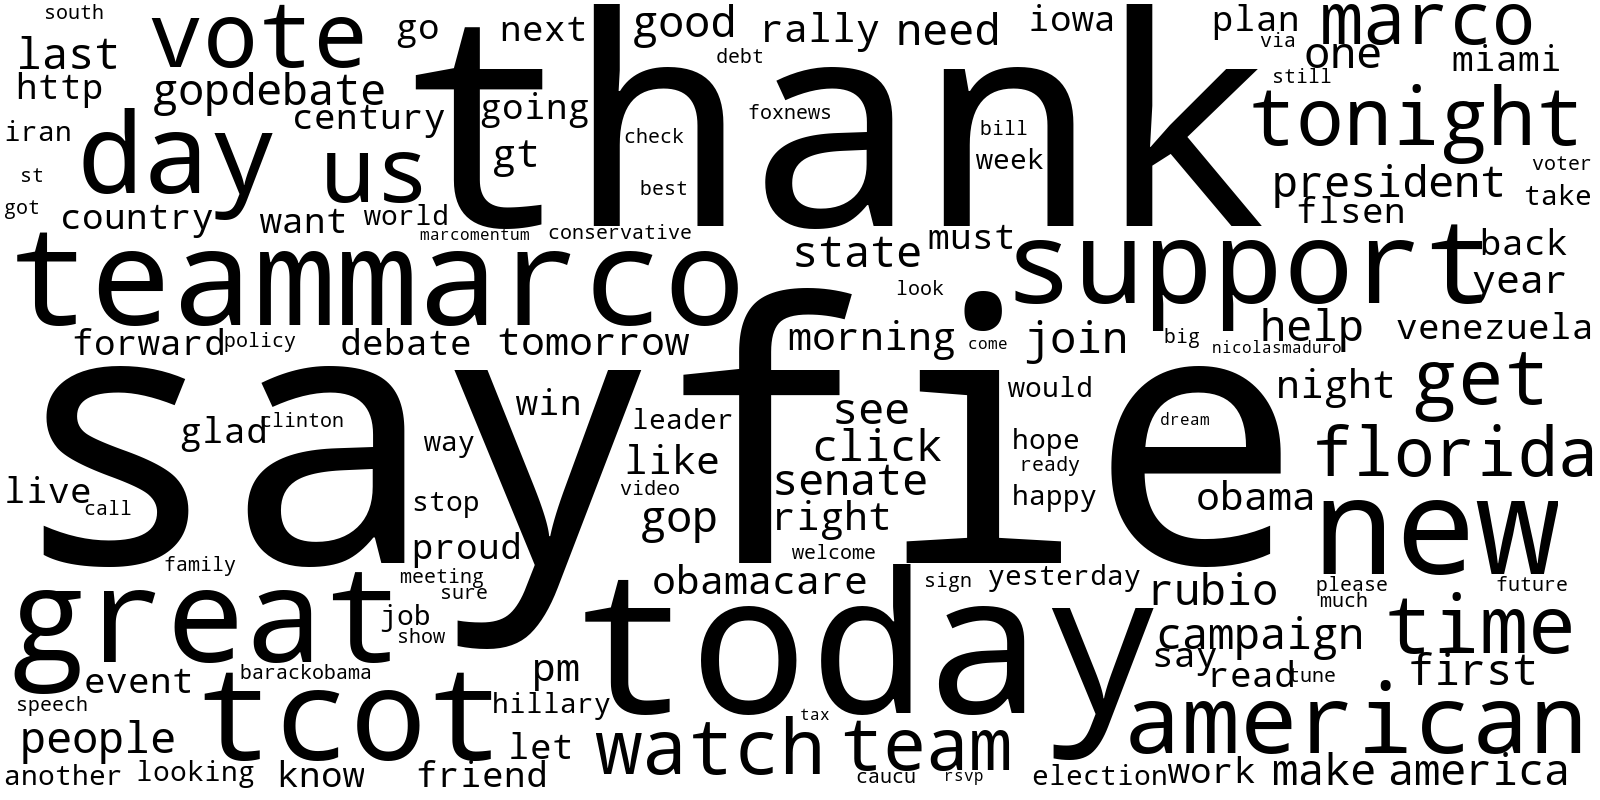 south
vote
go
next
good
rally
need
iowa
plan
marco
last
debt
via
one
miami
http
gopdebate
thank
still
century
going
foxnews
tonight
iran
day
us
gt
check
bill
week
st
best
president
voter
take
got
country
want
world
flsen
marcomentum
conservative
state
must
support
back
teammarco
look
year
forward
policy
debate
tomorrow
morning
come
join
big
help
venezuela
nicolasmaduro
sayfie
win
would
night
get
glad
clinton
way
leader
see
dream
like
click
hope
florida
ready
live
call
stop
video
senate
happy
obama
new
gop
right
proud
welcome
family
meeting
sure
obamacare
sign
yesterday
rubio
please
much
future
great
job
show
today
campaign
time
say
event
barackobama
pm
read
tune
first
speech
tcot
hillary
american
people
let
watch
tax
team
another
looking
know
friend
caucu
rsvp
election
work
make
america